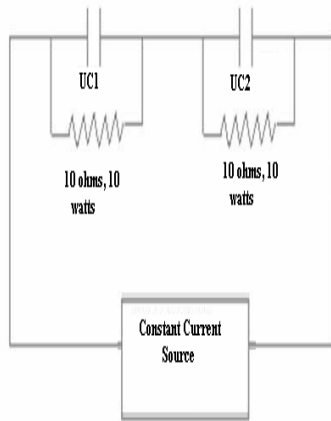 UC1
UC2
10 ohms, 10
watts
10 ohms, 10
watts
Constant Current
Source